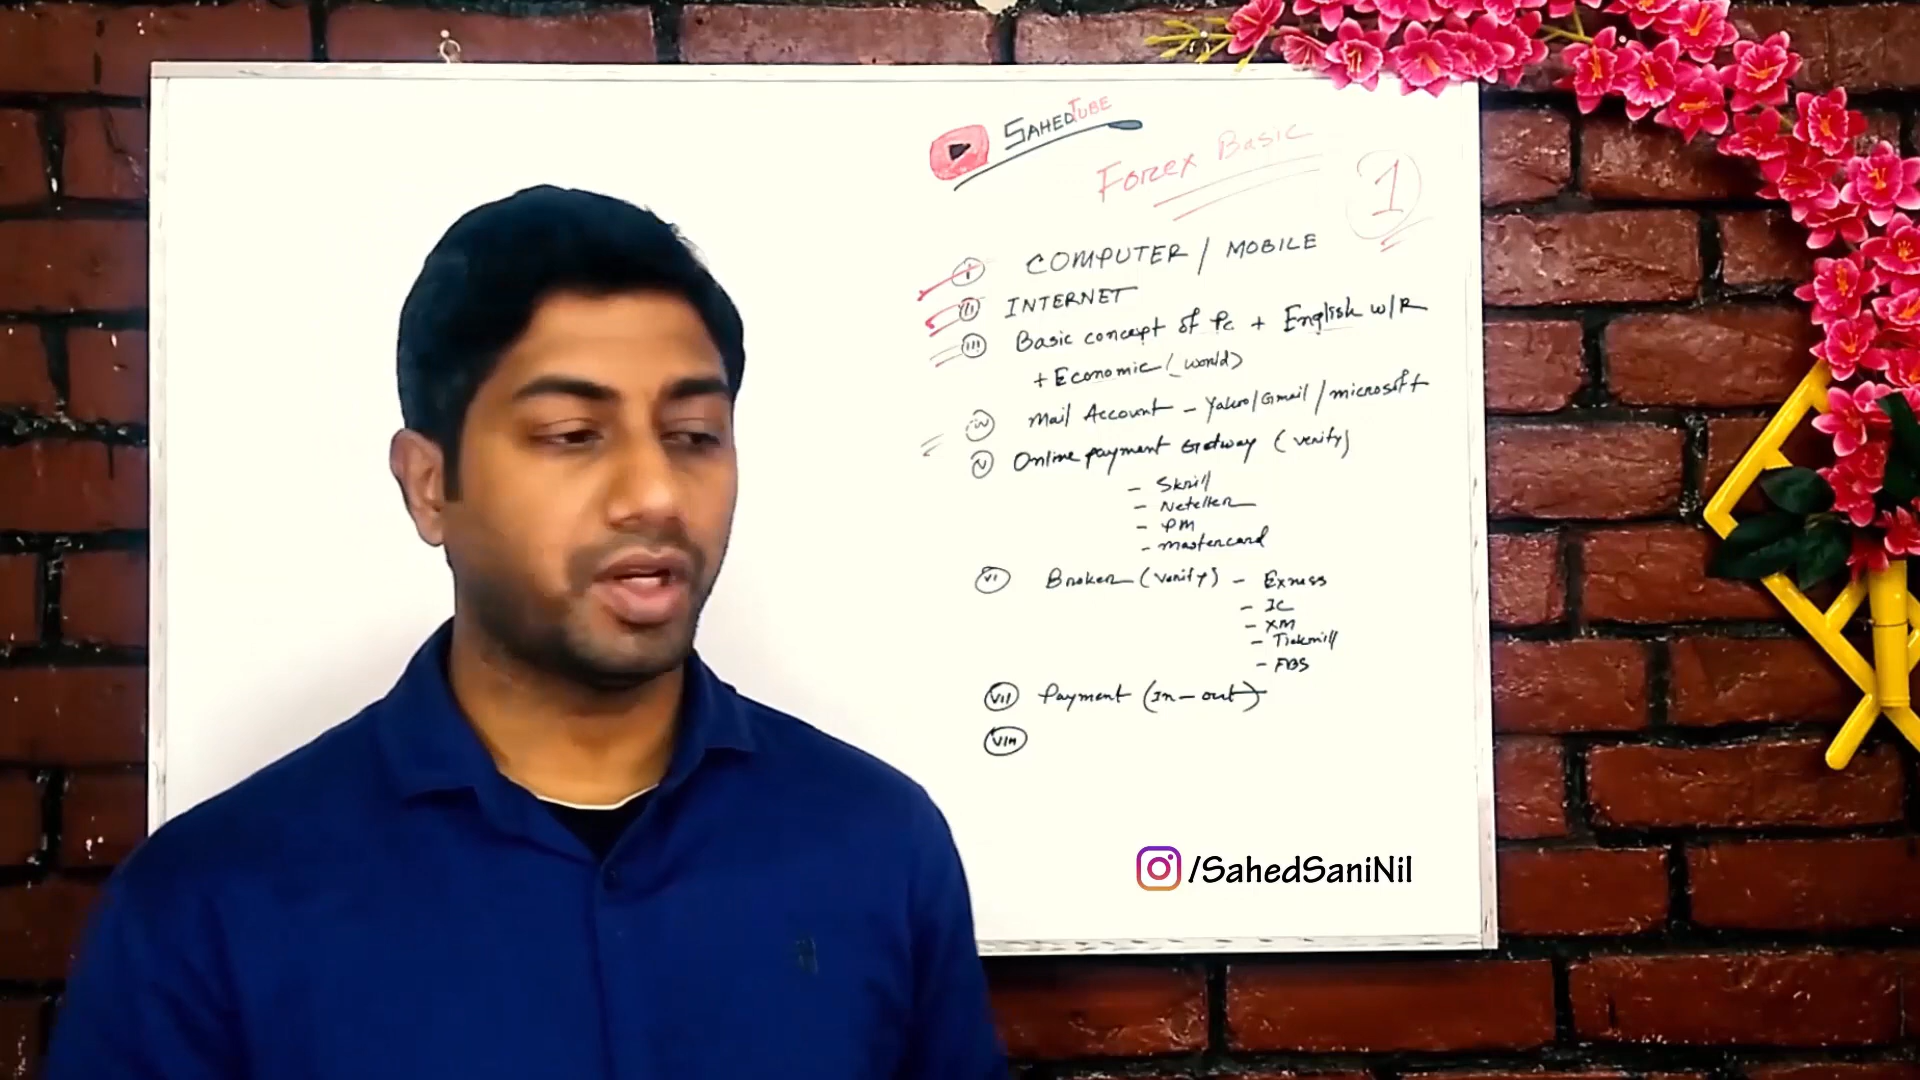 SAHEDTUBE
Forex Basic
1
I COMPUTER / MOBILE
II INTERNET
III Basic concept of Pc + English W/R
+ Economic (world)
IV Mail Account - Yahoo/Gmail/microsoft
V Online payment Getway (verify)
- Skrill
- Neteller
- PM
- mastercard
VI Broker (verify) - Exness
- IC
- XM
- Tickmill
- FBS
VII Payment (In-out)
VIII
/SahedSaniNil